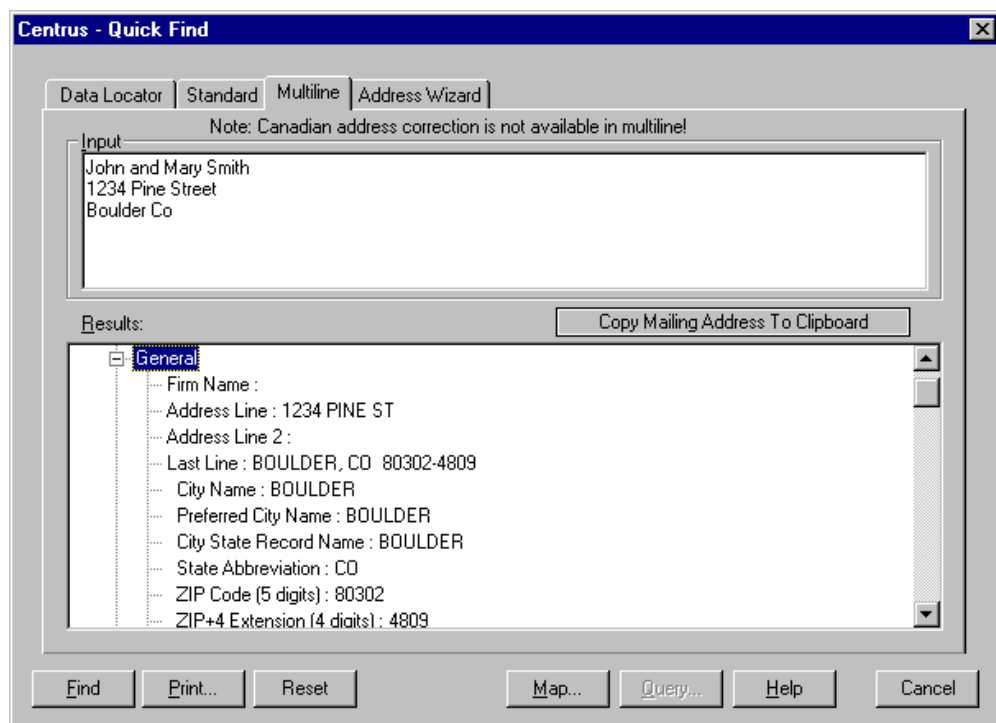 Centrus - Quick Find
Data Locator Standard Multiline Address Wizard
Note: Canadian address correction is not available in multiline!
Input
John and Mary Smith
1234 Pine Street
Boulder Co
Results: Copy Mailing Address To Clipboard
General
Firm Name :
Address Line : 1234 PINE ST
Address Line 2 :
Last Line : BOULDER, CO 80302-4809
City Name : BOULDER
Preferred City Name : BOULDER
City State Record Name : BOULDER
State Abbreviation : CO
ZIP Code (5 digits) : 80302
ZIP+4 Extension (4 digits) : 4809
Find Print... Reset Map... Query... Help Cancel